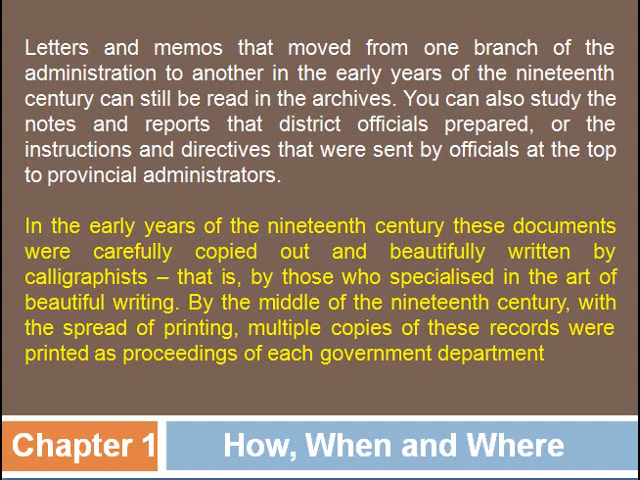 Letters and memos that moved from one branch of the
administration to another in the early years of the nineteenth
century can still be read in the archives. You can also study the
notes and reports that district officials prepared, or the
instructions and directives that were sent by officials at the top
to provincial administrators.
In the early years of the nineteenth century these documents
were carefully copied out and beautifully written by
calligraphists – that is, by those who specialised in the art of
beautiful writing. By the middle of the nineteenth century, with
the spread of printing, multiple copies of these records were
printed as proceedings of each government department
Chapter 1
How, When and Where